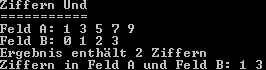 Ziffern Und
===========
Feld A: 1 3 5 7 9
Feld B: 0 1 2 3
Ergebnis enthält 2 Ziffern
Ziffern in Feld A und Feld B: 1 3